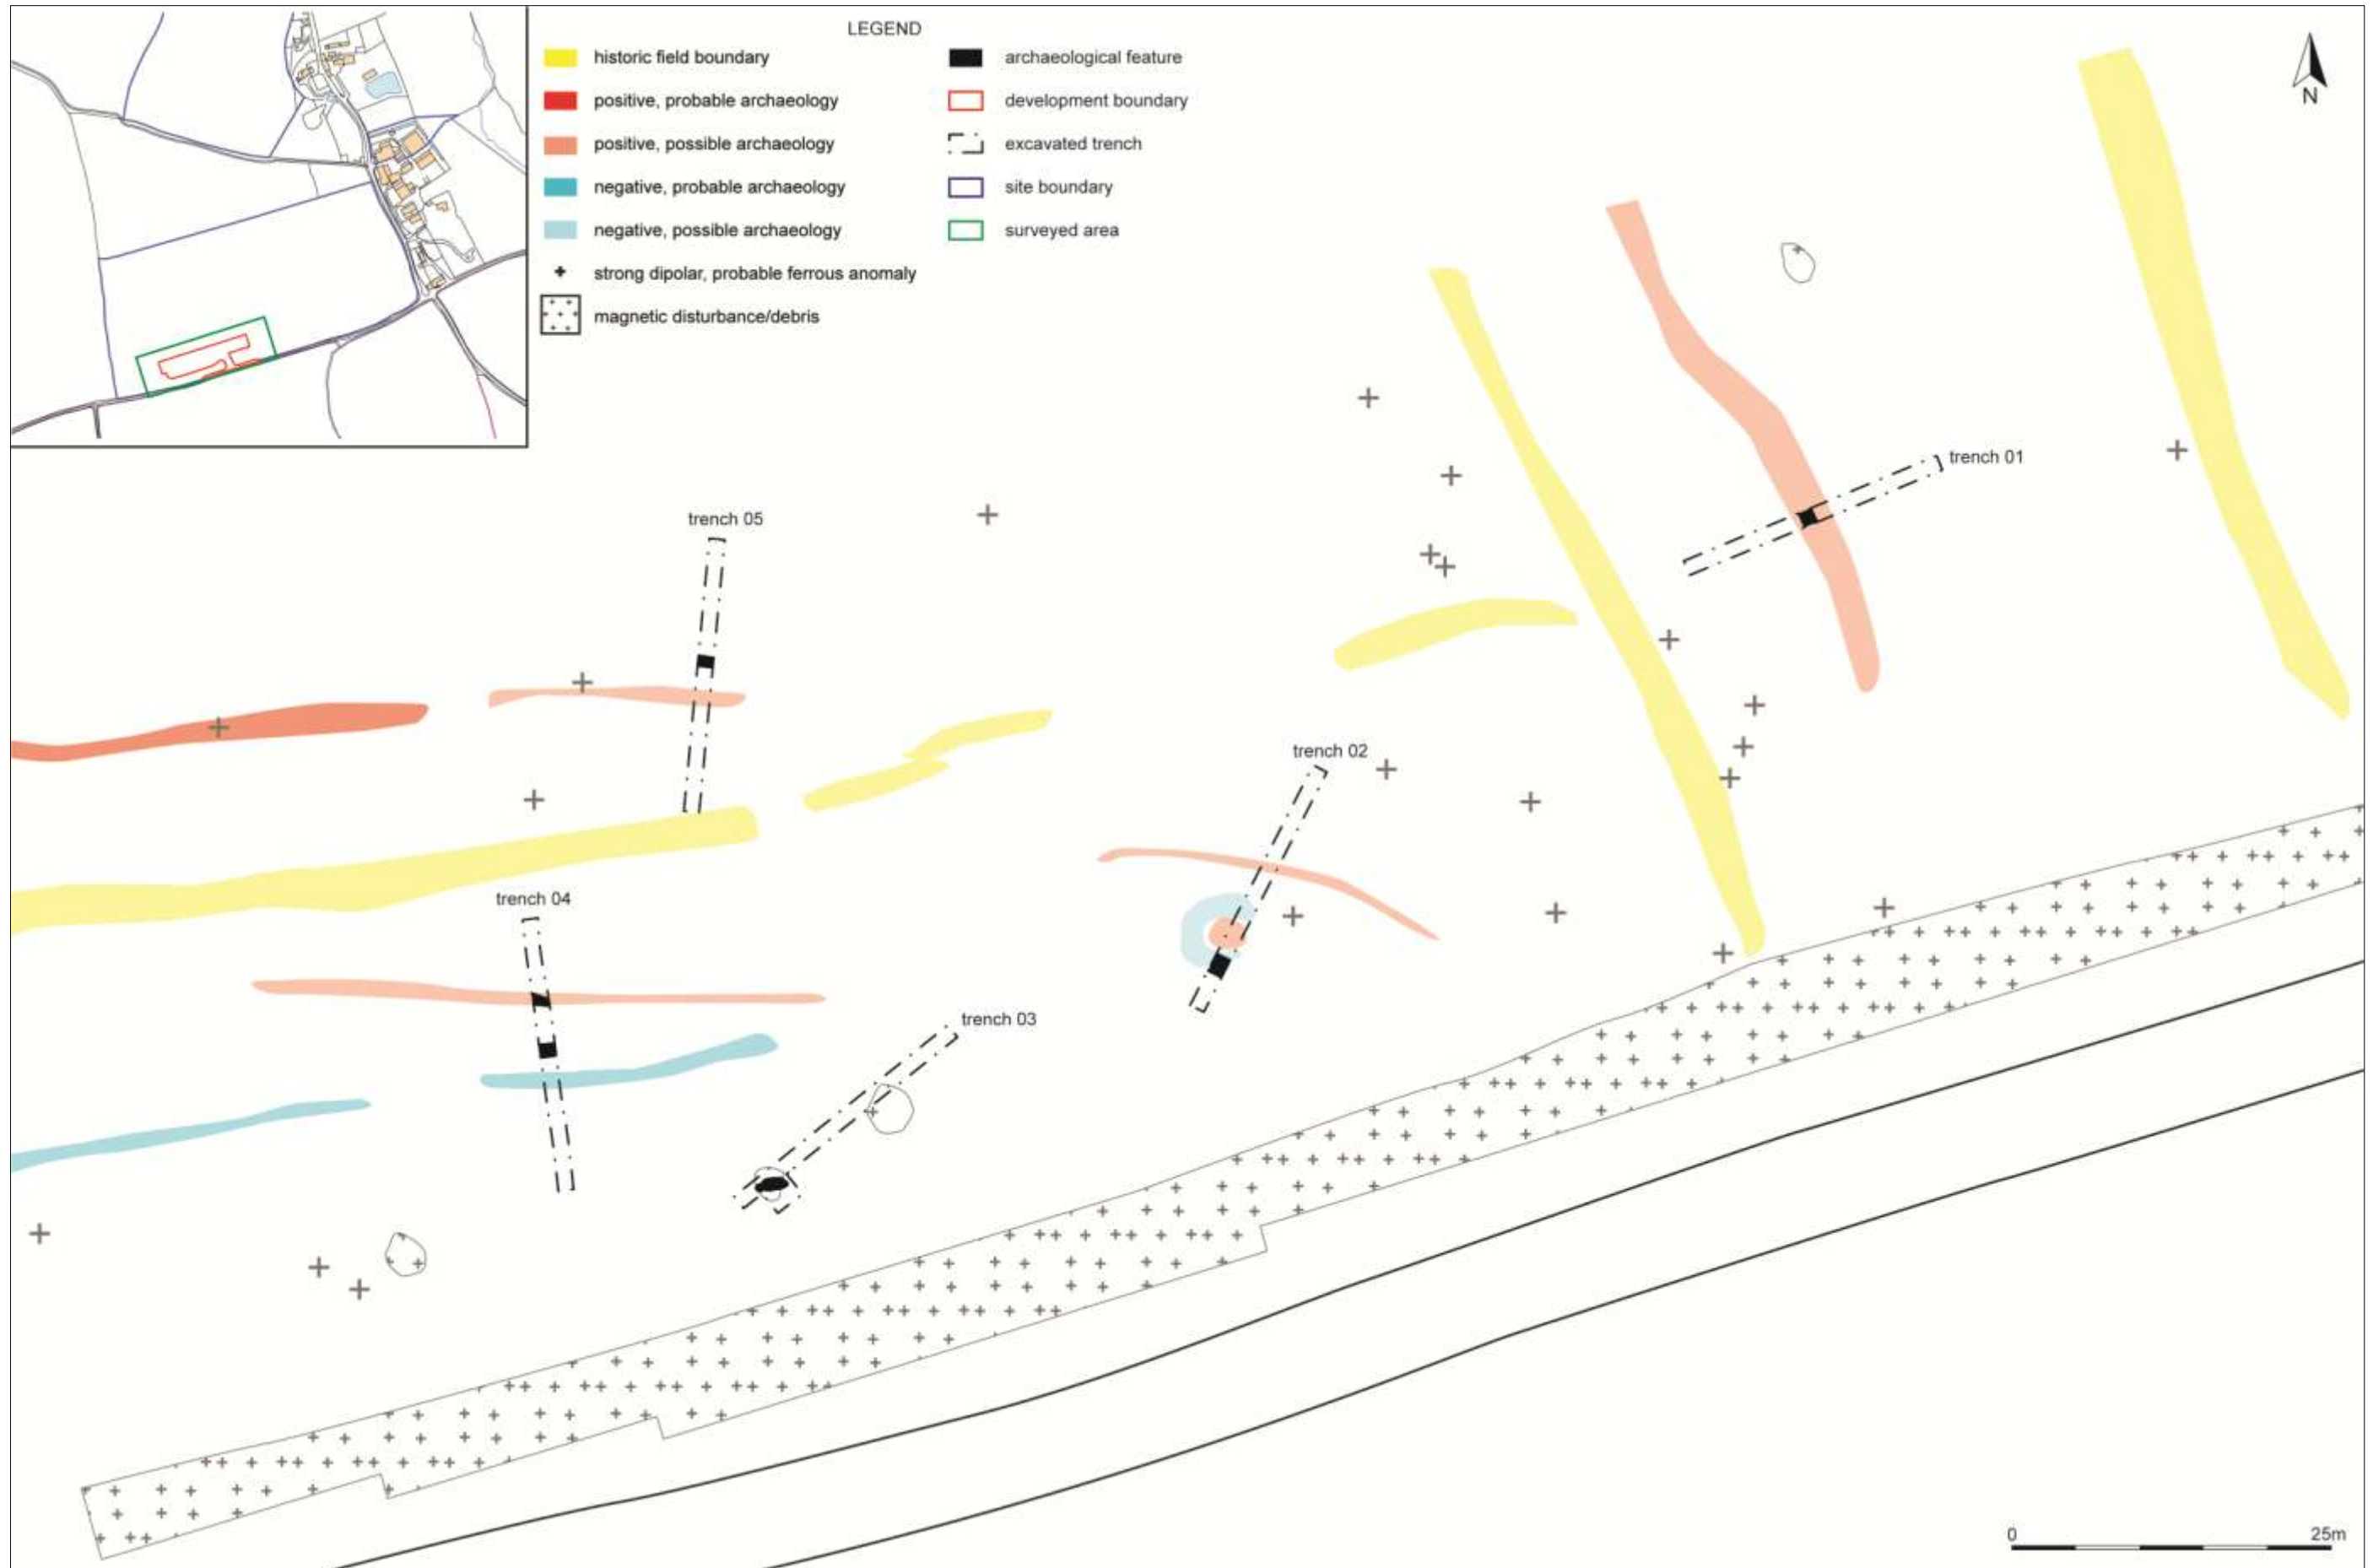 LEGEND
historic field boundary
positive, probable archaeology
positive, possible archaeology
negative, probable archaeology
negative, possible archaeology
strong dipolar, probable ferrous anomaly
magnetic disturbance/debris
archaeological feature
development boundary
excavated trench
site boundary
surveyed area
N
trench 01
trench 05
trench 02
trench 04
trench 03
0 25m